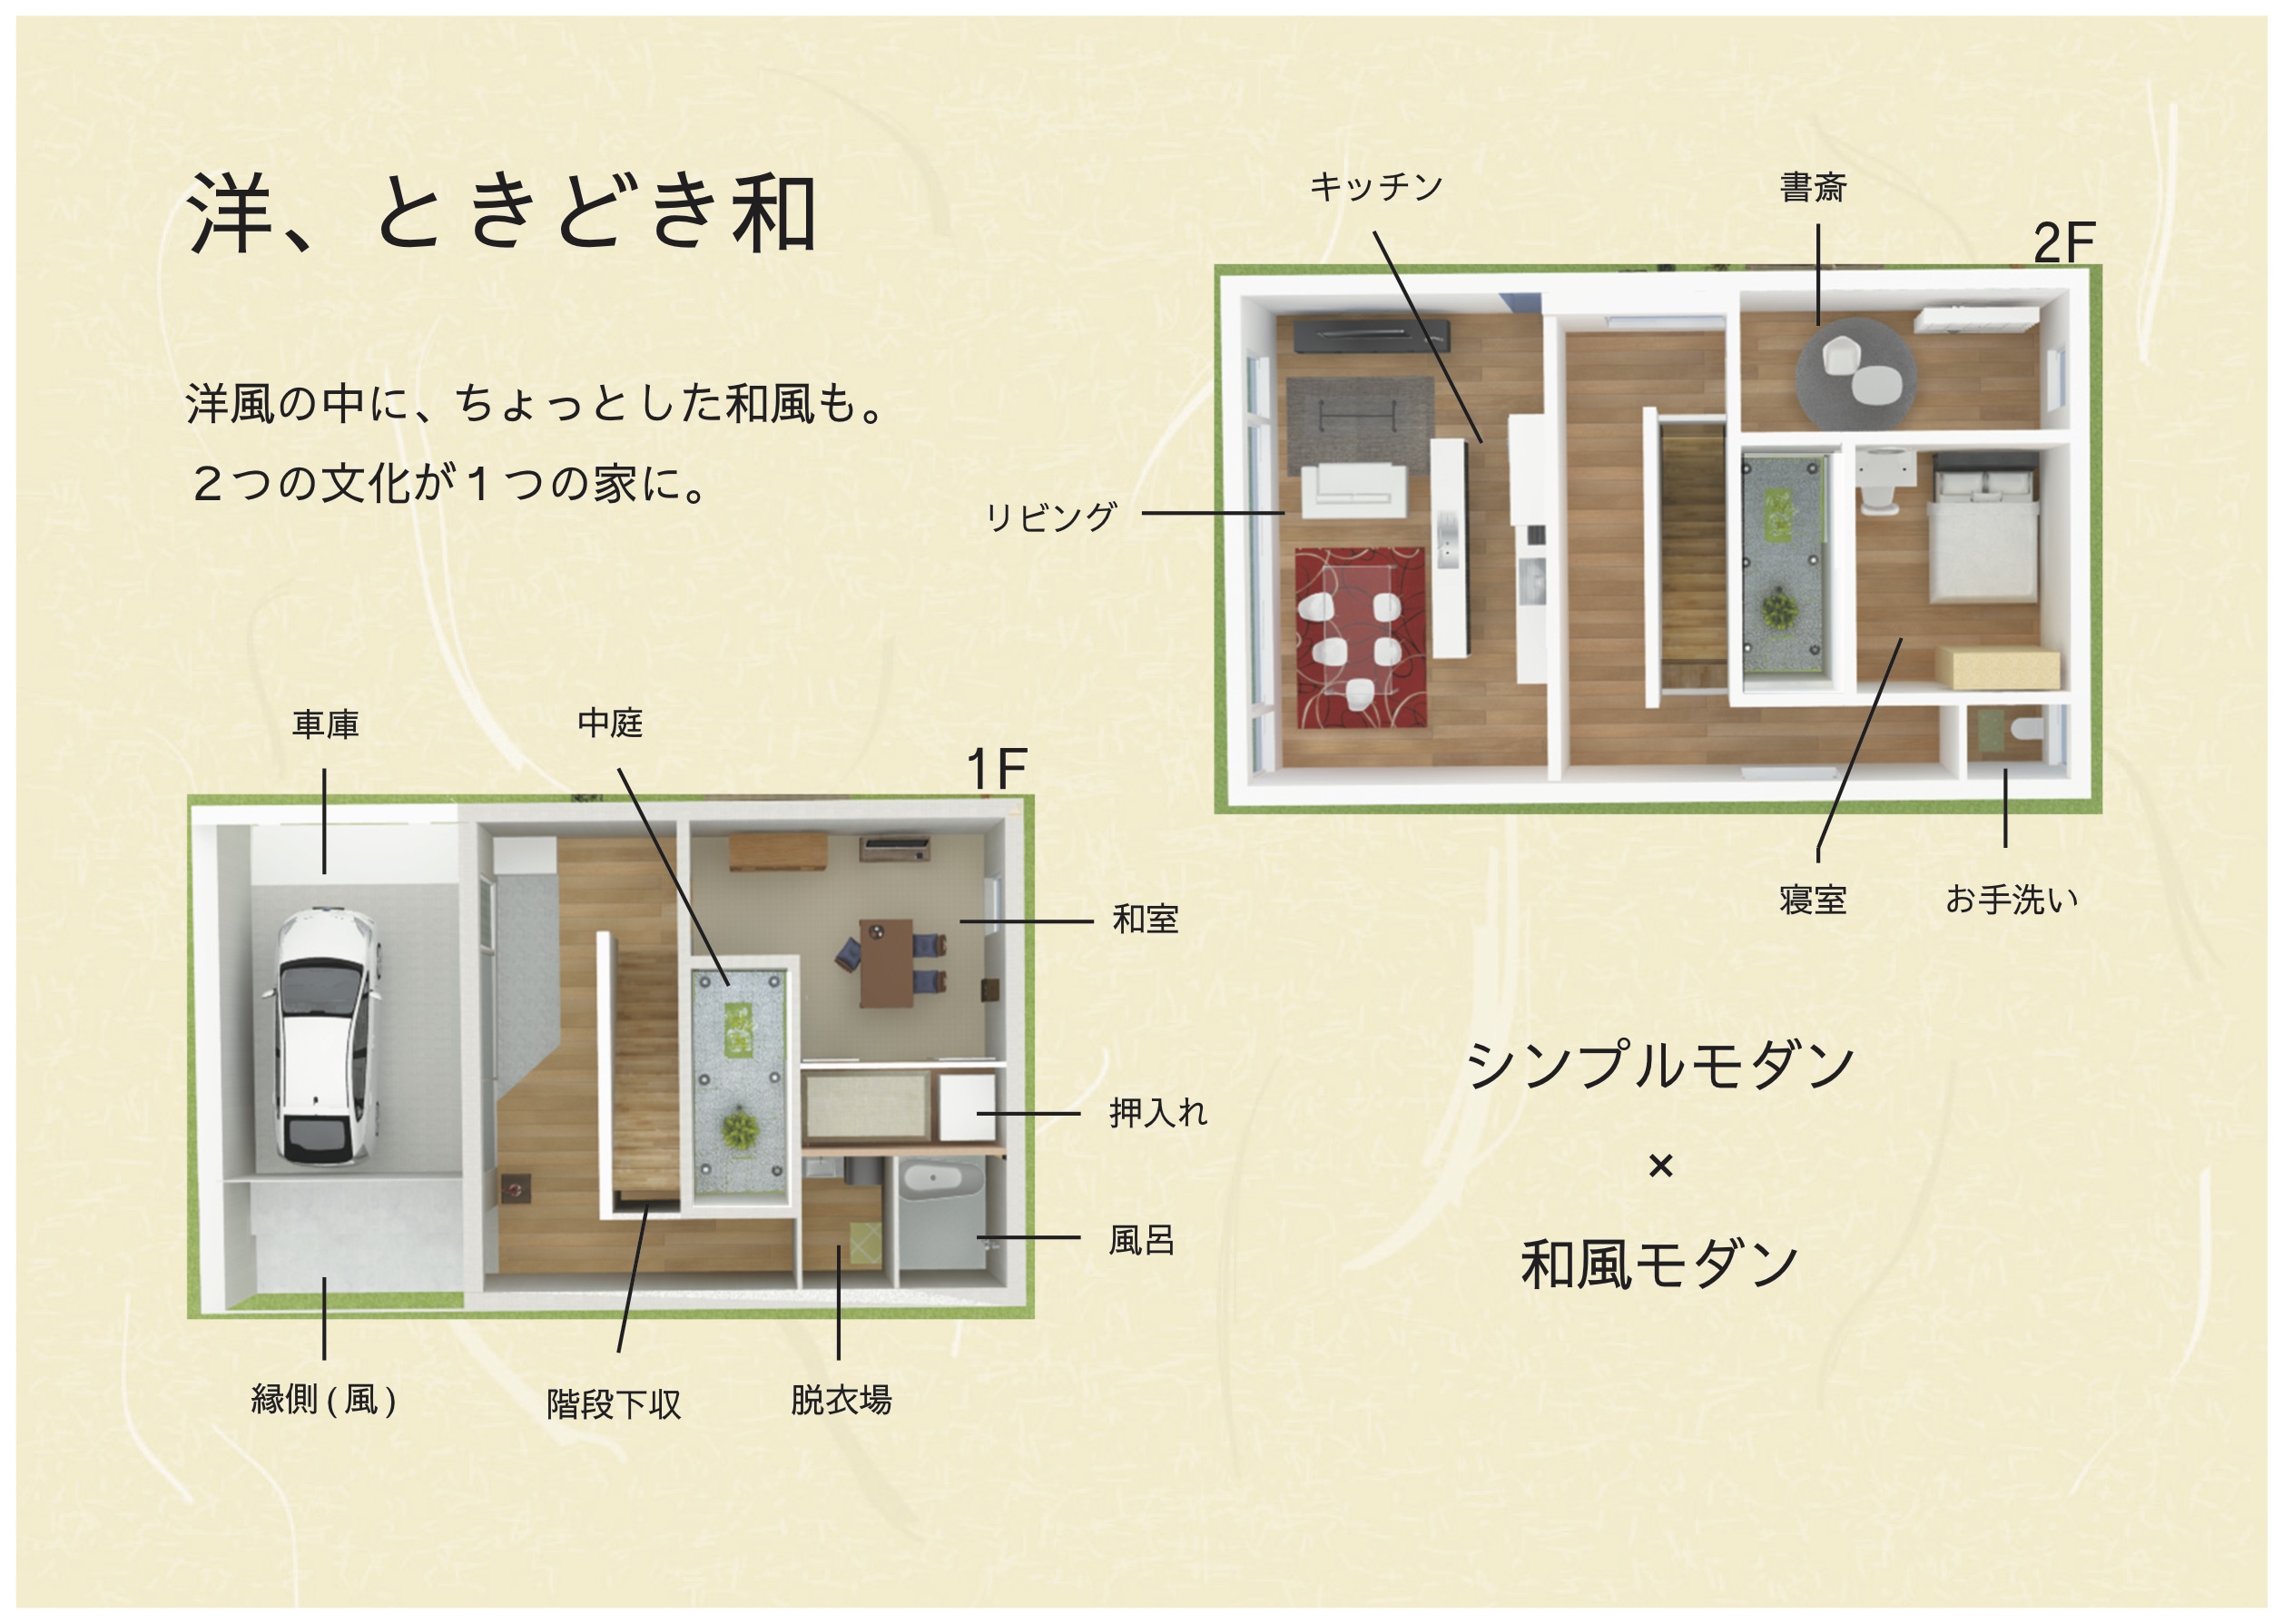 洋、ときどき和
洋風の中に、ちょっとした和風も。
２つの文化が１つの家に。
キッチン
書斎
2F
リビング
寝室
お手洗い
車庫
中庭
1F
和室
押入れ
風呂
縁側(風)
階段下収
脱衣場
シンプルモダン
×
和風モダン